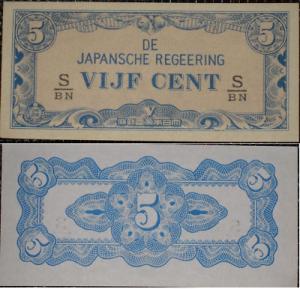 5 5
DE
JAPANSCHE REGEERING
S/BN VIJF CENT S/BN
5 5 5